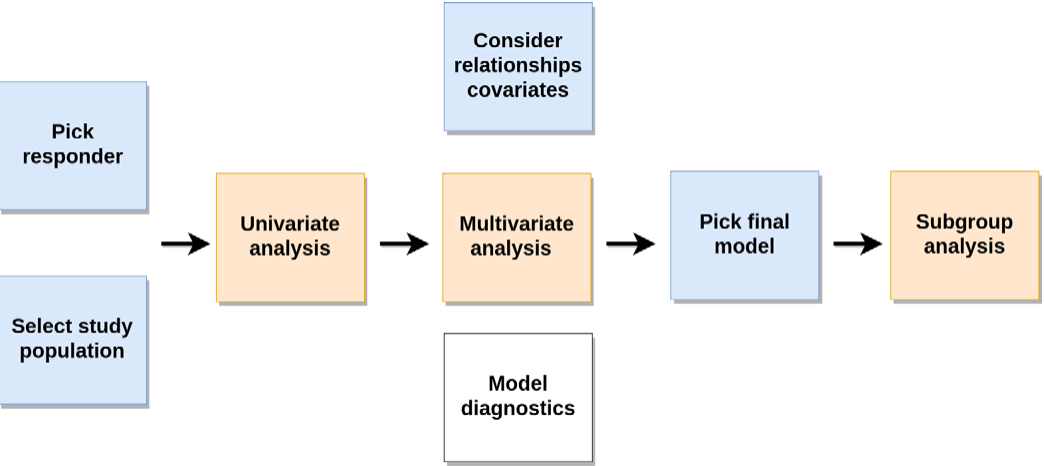 Consider
relationships
covariates
Pick
responder
Univariate
analysis
Multivariate
analysis
Pick final
model
Subgroup
analysis
Select study
population
Model
diagnostics